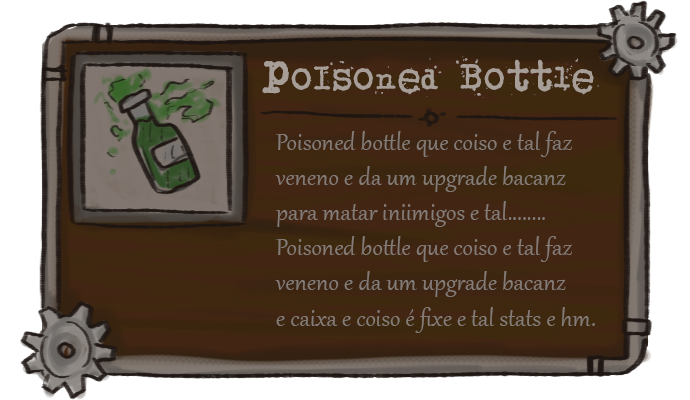 Poisoned Bottle
Poisoned bottle que coiso e tal faz
veneno e da um upgrade bacanz
para matar iniimigos e tal........
Poisoned bottle que coiso e tal faz
veneno e da um upgrade bacanz
e caixa e coiso é fixe e tal stats e hm.